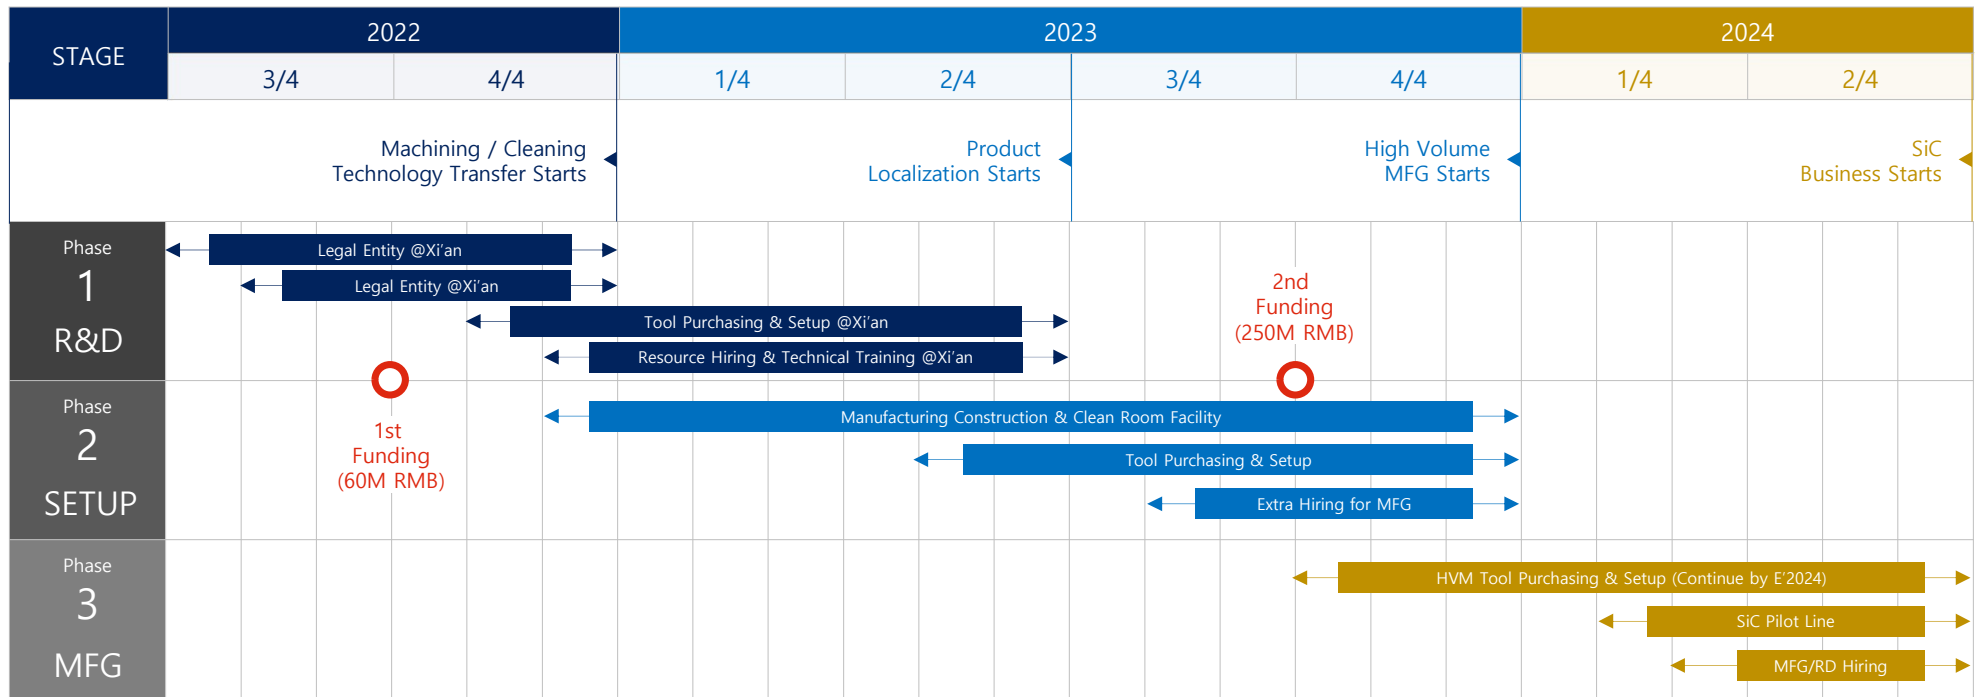 STAGE
2022
2023
2024
3/4
4/4
1/4
2/4
3/4
4/4
1/4
2/4
Machining / Cleaning
Technology Transfer Starts
Product
Localization Starts
High Volume
MFG Starts
SiC
Business Starts
Phase
1
R&D
Legal Entity @Xi'an
Legal Entity @Xi'an
Tool Purchasing & Setup @Xi'an
Resource Hiring & Technical Training @Xi'an
2nd
Funding
(250M RMB)
Phase
2
SETUP
1st
Funding
(60M RMB)
Manufacturing Construction & Clean Room Facility
Tool Purchasing & Setup
Extra Hiring for MFG
Phase
3
MFG
HVM Tool Purchasing & Setup (Continue by E'2024)
SiC Pilot Line
MFG/RD Hiring